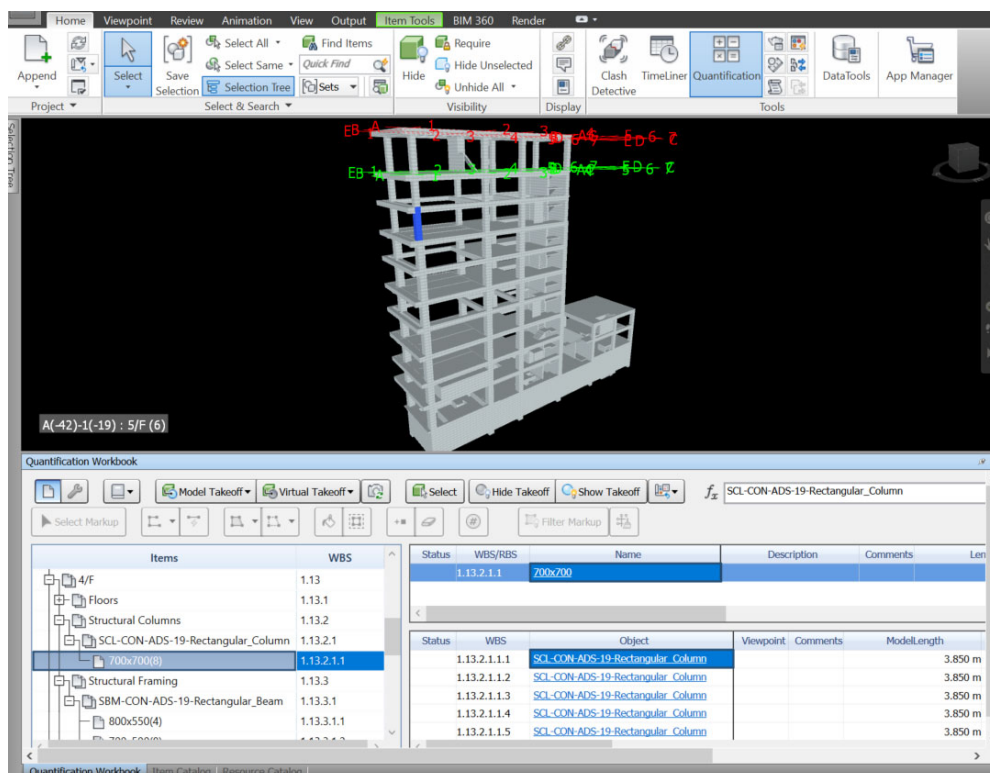 Home Viewpoint Review Animation View Output Item Tools BIM 360 Render
Append
Select
Save Selection
Select All
Select Same
Selection Tree
Find Items
Quick Find
Sets
Hide
Require
Hide Unselected
Unhide All
Clash Detective
TimeLiner
Quantification
DataTools
App Manager
Project
Select & Search
Visibility
Display
Tools
Selection Tree
A(-42)-1(-19) : 5/F (6)
Quantification Workbook
Model Takeoff
Virtual Takeoff
Select
Hide Takeoff
Show Takeoff
fx
SCL-CON-ADS-19-Rectangular_Column
Select Markup
Filter Markup
Items WBS
4/F 1.13
Floors 1.13.1
Structural Columns 1.13.2
SCL-CON-ADS-19-Rectangular_Column 1.13.2.1
700x700(8) 1.13.2.1.1
Structural Framing 1.13.3
SBM-CON-ADS-19-Rectangular_Beam 1.13.3.1
800x550(4) 1.13.3.1.1
Status WBS/RBS Name Description Comments Len
1.13.2.1.1 700x700
Status WBS Object Viewpoint Comments ModelLength
1.13.2.1.1.1 SCL-CON-ADS-19-Rectangular_Column 3.850 m
1.13.2.1.1.2 SCL-CON-ADS-19-Rectangular_Column 3.850 m
1.13.2.1.1.3 SCL-CON-ADS-19-Rectangular_Column 3.850 m
1.13.2.1.1.4 SCL-CON-ADS-19-Rectangular_Column 3.850 m
1.13.2.1.1.5 SCL-CON-ADS-19-Rectangular_Column 3.850 m
Quantification Workbook Item Catalog Resource Catalog